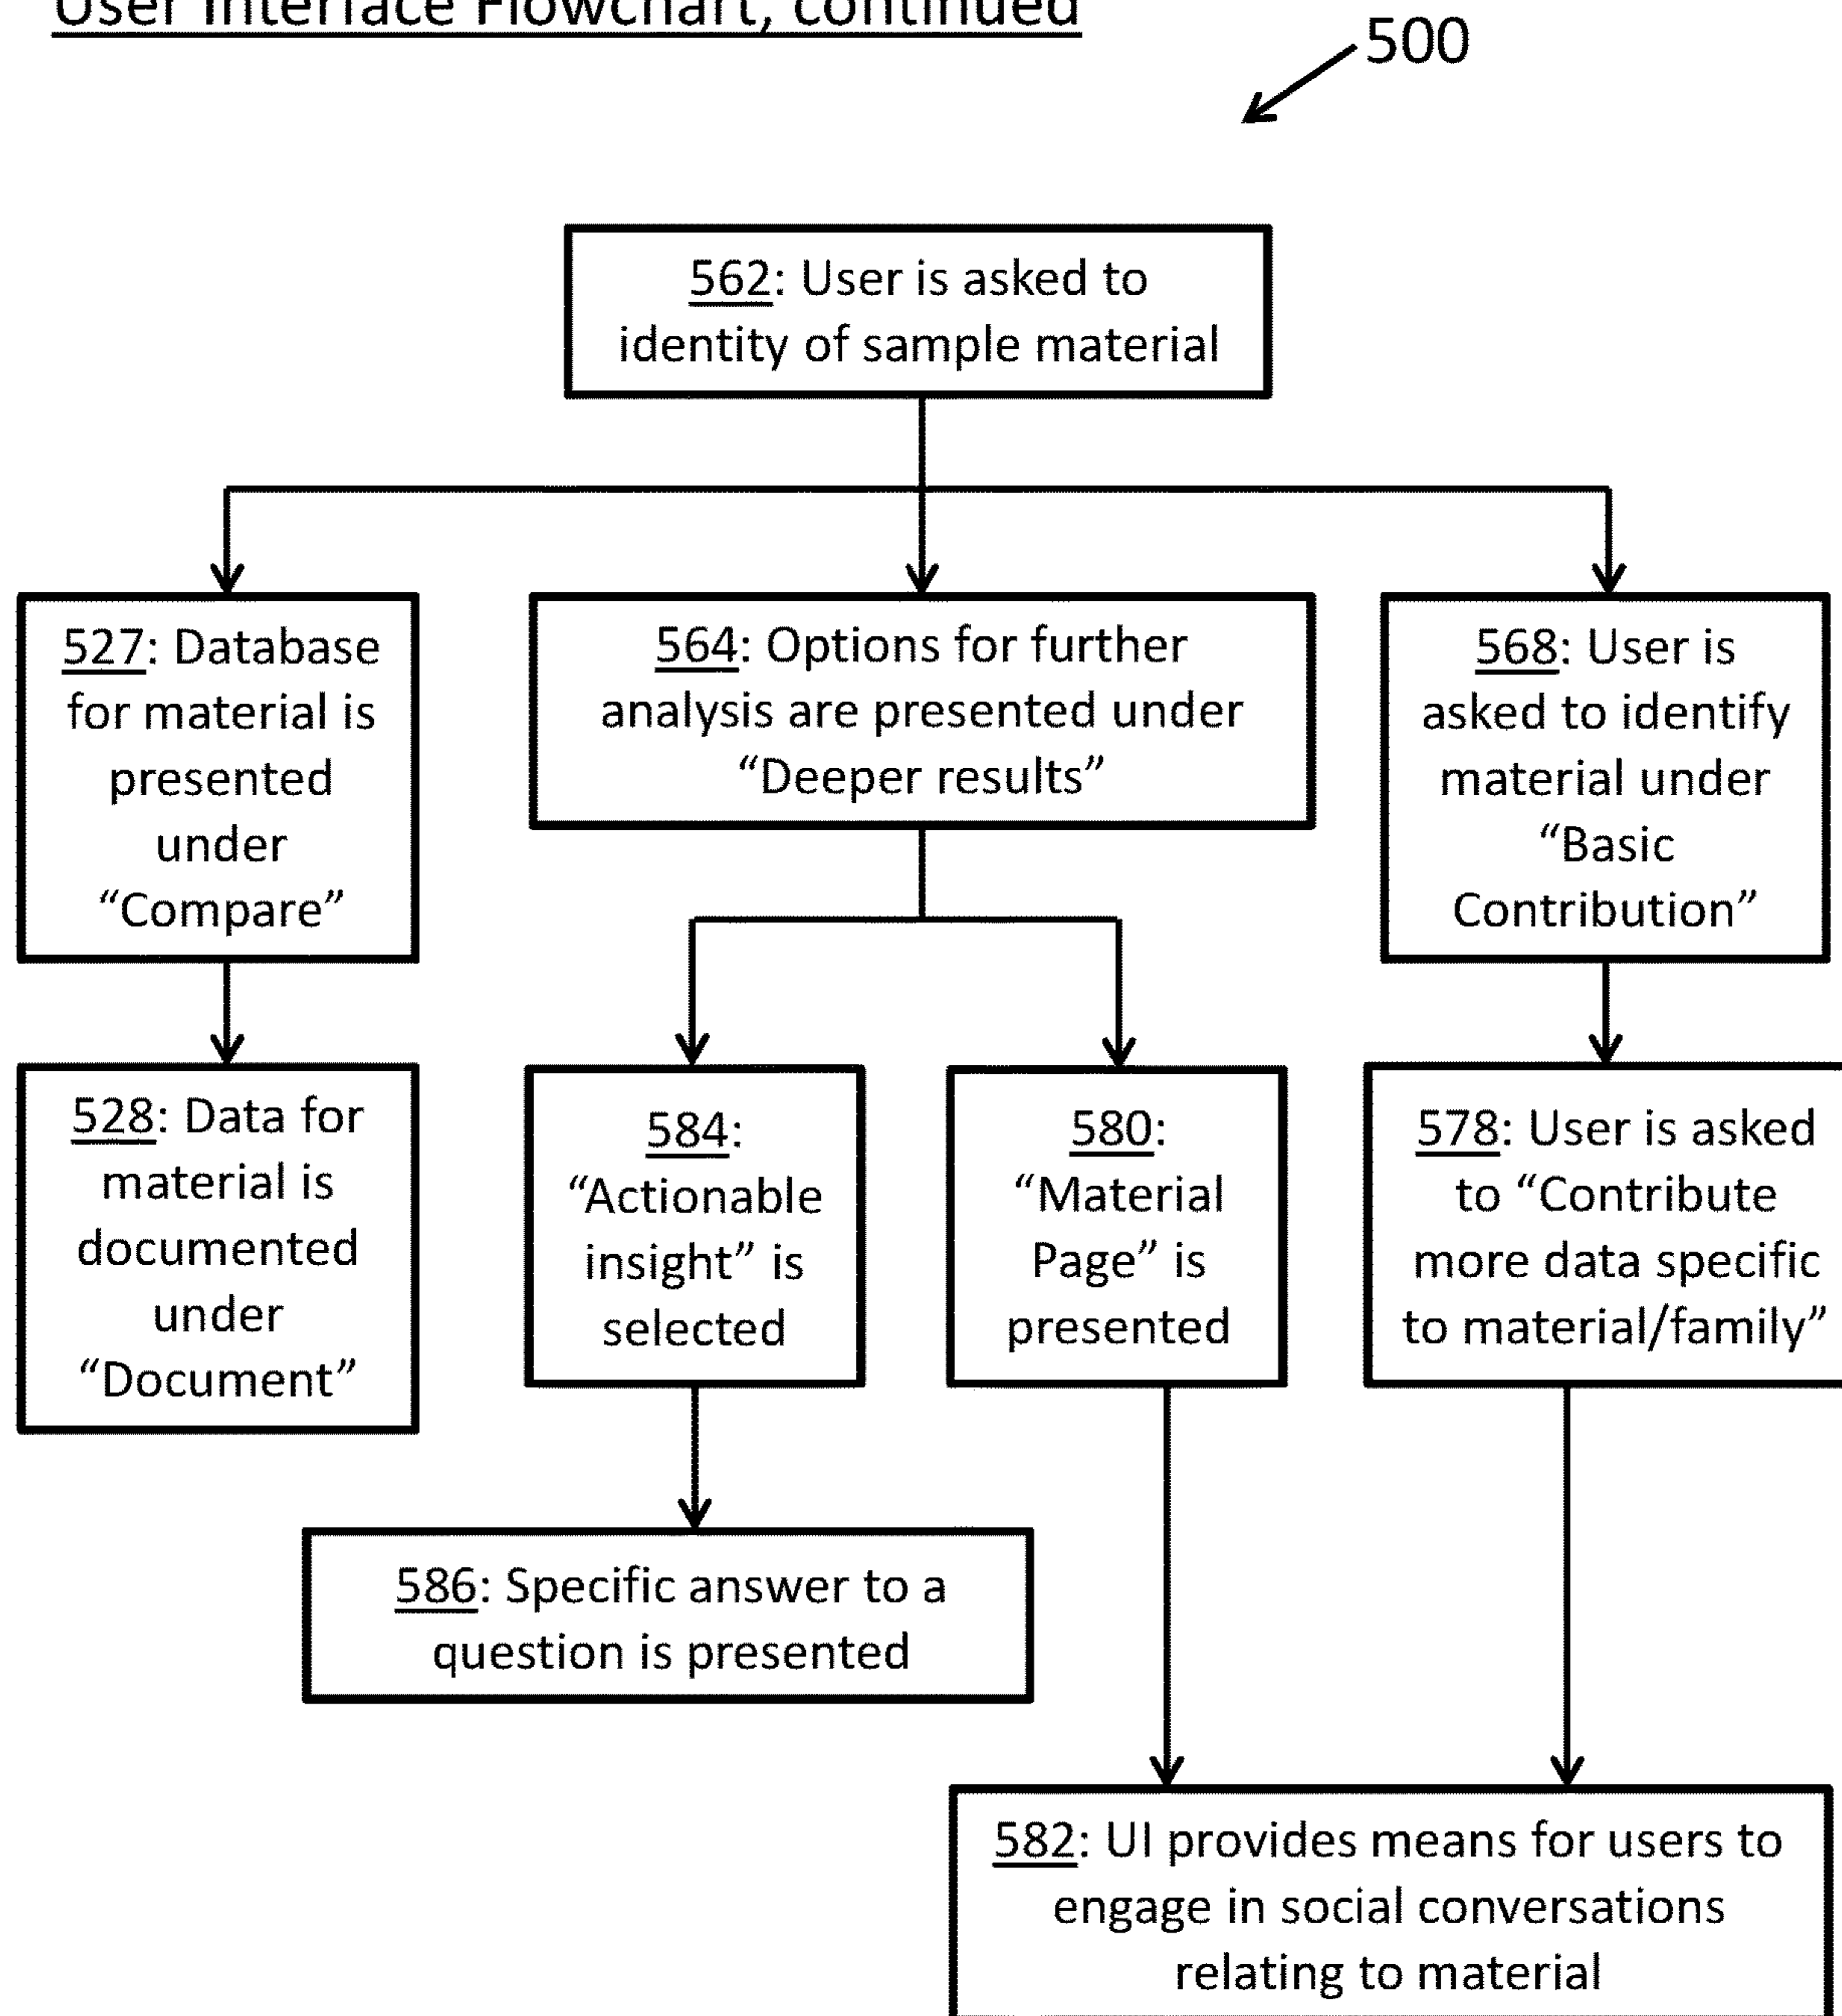 User Interface Flowchart, continued
500
562: User is asked to
identity of sample material
527: Database
for material is
presented
under
“Compare”
564: Options for further
analysis are presented under
“Deeper results”
568: User is
asked to identify
material under
“Basic
Contribution”
528: Data for
material is
documented
under
“Document”
584:
“Actionable
insight” is
selected
580:
“Material
Page” is
presented
578: User is asked
to “Contribute
more data specific
to material/family”
586: Specific answer to a
question is presented
582: UI provides means for users to
engage in social conversations
relating to material